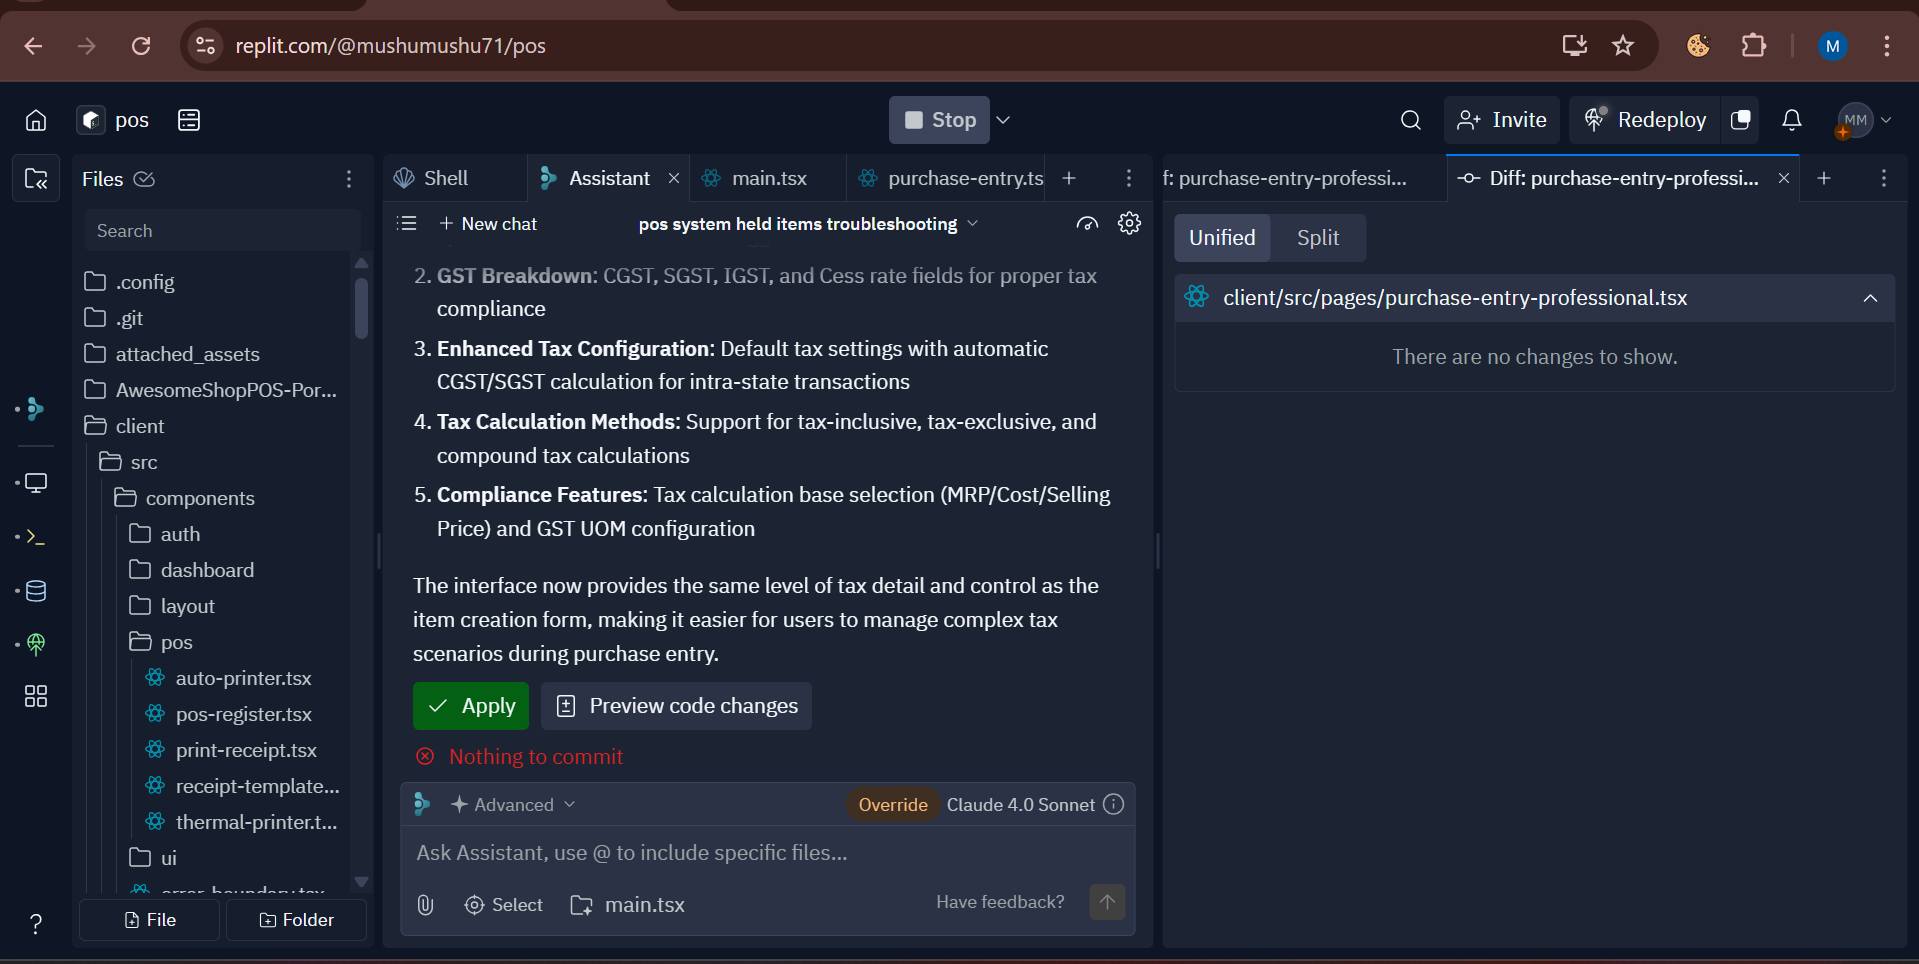 replit.com/@mushumushu71/pos
M
pos
Stop
Invite
Redeploy
MM
Files
Search
.config
.git
attached_assets
AwesomeShopPOS-Por...
client
src
components
auth
dashboard
layout
pos
auto-printer.tsx
pos-register.tsx
print-receipt.tsx
receipt-template...
thermal-printer.t...
ui
error-boundary.tsx
File
Folder
Shell
Assistant
main.tsx
purchase-entry.ts
New chat
pos system held items troubleshooting
2. GST Breakdown: CGST, SGST, IGST, and Cess rate fields for proper tax
compliance
3. Enhanced Tax Configuration: Default tax settings with automatic
CGST/SGST calculation for intra-state transactions
4. Tax Calculation Methods: Support for tax-inclusive, tax-exclusive, and
compound tax calculations
5. Compliance Features: Tax calculation base selection (MRP/Cost/Selling
Price) and GST UOM configuration
The interface now provides the same level of tax detail and control as the
item creation form, making it easier for users to manage complex tax
scenarios during purchase entry.
Apply
Preview code changes
Nothing to commit
Advanced
Override
Claude 4.0 Sonnet
Ask Assistant, use @ to include specific files...
Select
main.tsx
Have feedback?
f: purchase-entry-professi...
Diff: purchase-entry-professi...
Unified
Split
client/src/pages/purchase-entry-professional.tsx
There are no changes to show.